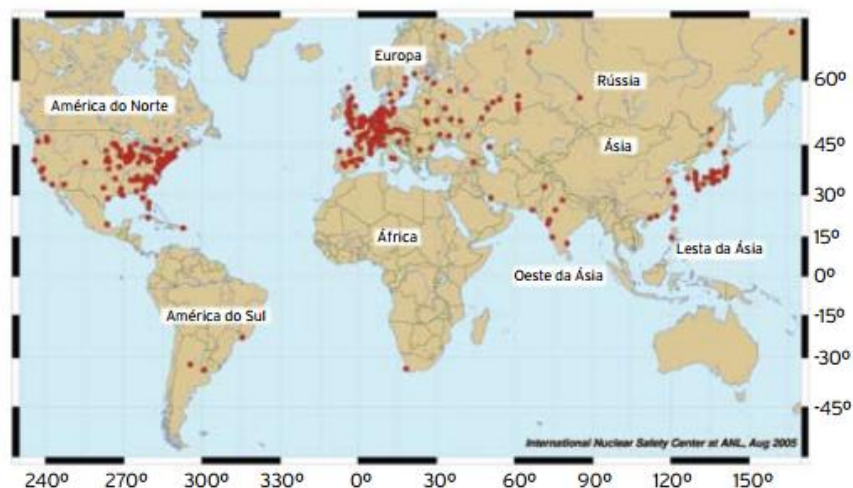 Europa
60º
Rússia
América do Norte
Ásia
45º
30º
África
15º
Lesta da Ásia
Oeste da Ásia
0º
América do Sul
-15º
-30º
-45º
International Nuclear Safety Center at ANL, Aug 2005
240º 270º 300º 330º 0º 30º 60º 90º 120º 150º